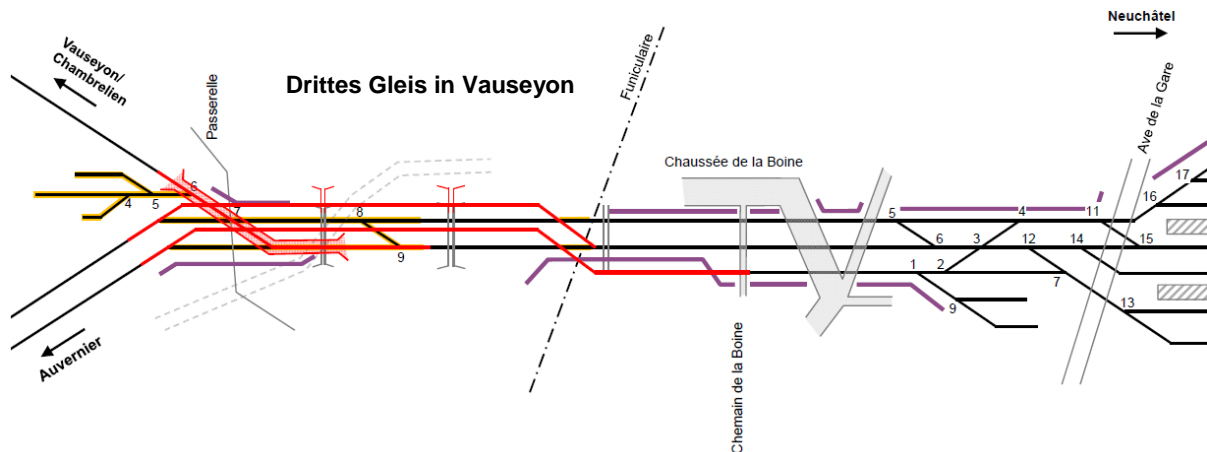 Neuchâtel
Vauseyon/
Chambrelien
Drittes Gleis in Vauseyon
Passerelle
Funiculaire
Ave de la Gare
Chaussée de la Boine
17
6
4
5
16
7
8
5
4
11
9
6
3
12
14
15
1
2
7
9
13
Auvernier
Chemain de la Boine